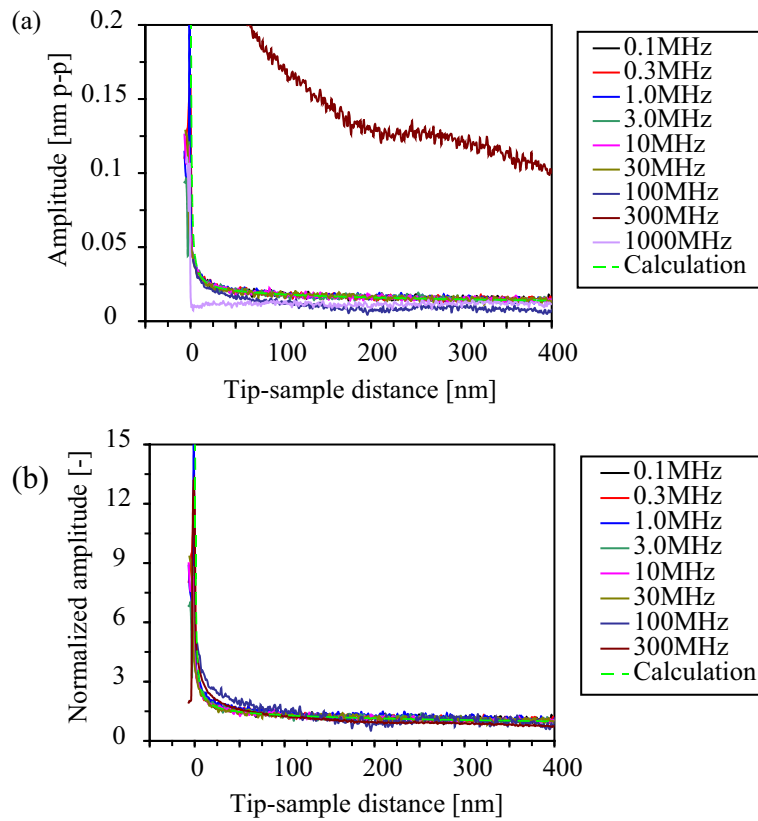 (a)
Amplitude [nm p-p]
0.2
0.15
0.1
0.05
0
0
100
200
300
400
Tip-sample distance [nm]
0.1MHz
0.3MHz
1.0MHz
3.0MHz
10MHz
30MHz
100MHz
300MHz
1000MHz
Calculation
(b)
Normalized amplitude [-]
15
12
9
6
3
0
0
100
200
300
400
Tip-sample distance [nm]
0.1MHz
0.3MHz
1.0MHz
3.0MHz
10MHz
30MHz
100MHz
300MHz
Calculation